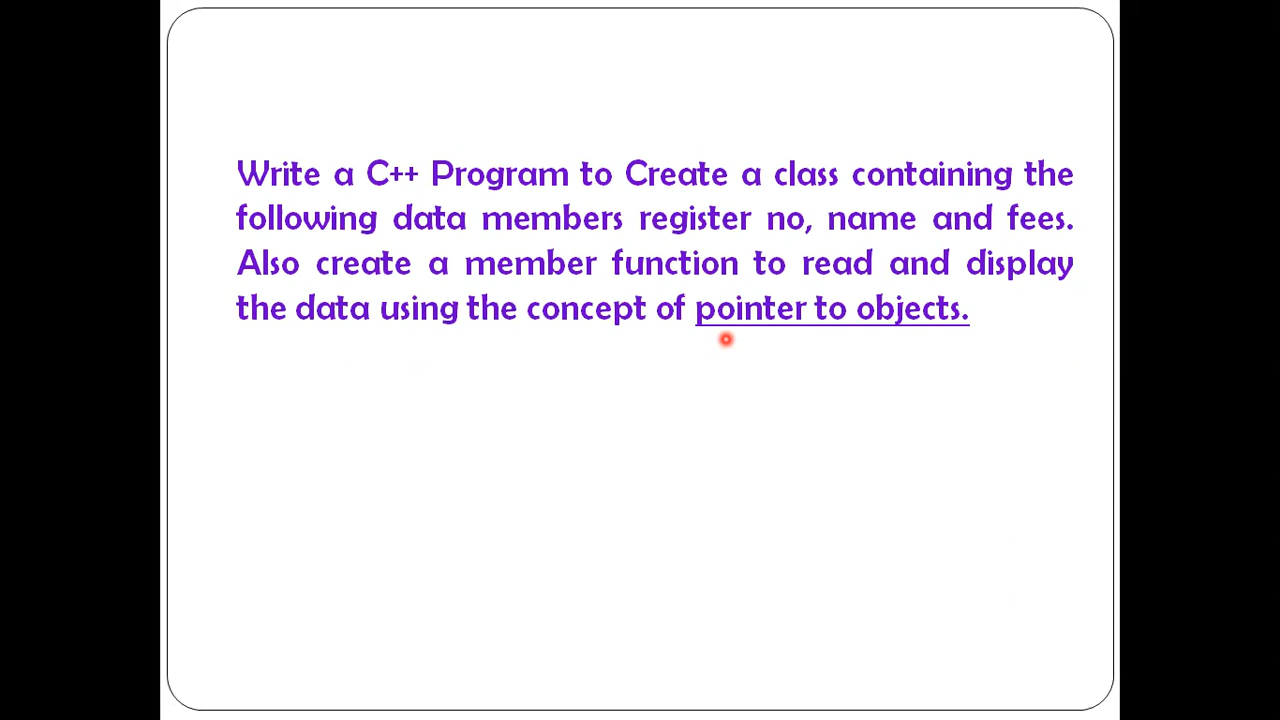 Write a C++ Program to Create a class containing the
following data members register no, name and fees.
Also create a member function to read and display
the data using the concept of pointer to objects.